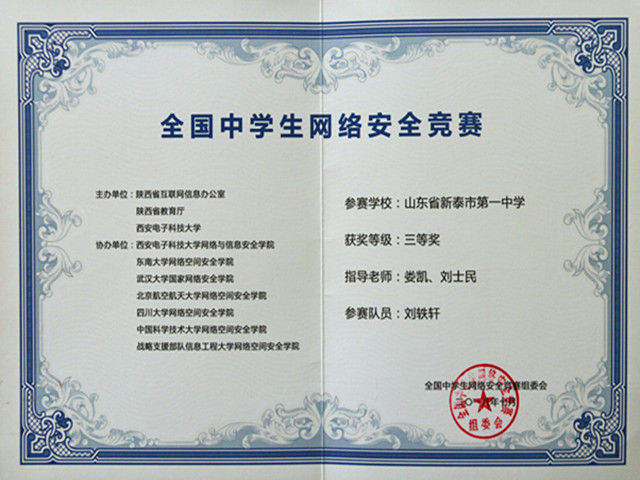 全国中学生网络安全竞赛
主办单位：陕西省互联网信息办公室
陕西省教育厅
西安电子科技大学
协办单位：西安电子科技大学网络与信息安全学院
东南大学网络空间安全学院
武汉大学国家网络安全学院
北京航空航天大学网络空间安全学院
四川大学网络空间安全学院
中国科学技术大学网络空间安全学院
战略支援部队信息工程大学网络空间安全学院
参赛学校：山东省新泰市第一中学
获奖等级：三等奖
指导老师：娄凯、刘士民
参赛队员：刘轶轩
全国中学生网络安全竞赛组委会
年十月
组委会